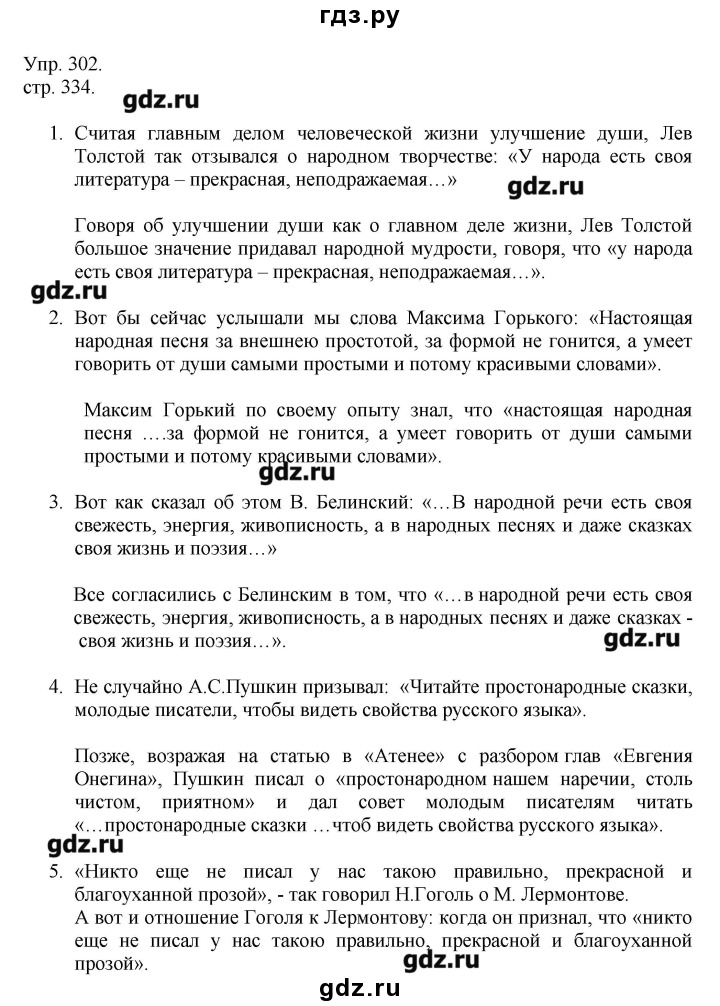 gdz.ру
Упр. 302.
стр. 334.
gdz.ru
1. Считая главным делом человеческой жизни улучшение души, Лев
Толстой так отзывался о народном творчестве: «У народа есть своя
литература – прекрасная, неподражаемая…»
gdz.ru
Говоря об улучшении души как о главном деле жизни, Лев Толстой
большое значение придавал народной мудрости, говоря, что «у народа
есть своя литература – прекрасная, неподражаемая…».
gdz.ru
2. Вот бы сейчас услышали мы слова Максима Горького: «Настоящая
народная песня за внешнею простотой, за формой не гонится, а умеет
говорить от души самыми простыми и потому красивыми словами».
Максим Горький по своему опыту знал, что «настоящая народная
песня ….за формой не гонится, а умеет говорить от души самыми
простыми и потому красивыми словами».
gdz.ru
3. Вот как сказал об этом В. Белинский: «…В народной речи есть своя
свежесть, энергия, живописность, а в народных песнях и даже сказках
своя жизнь и поэзия…»
Все согласились с Белинским в том, что «…в народной речи есть своя
свежесть, энергия, живописность, а в народных песнях и даже сказках -
своя жизнь и поэзия…».
gdz.ru
4. Не случайно А.С.Пушкин призывал: «Читайте простонародные сказки,
молодые писатели, чтобы видеть свойства русского языка».
Позже, возражая на статью в «Атенее» с разбором глав «Евгения
Онегина», Пушкин писал о «простонародном нашем наречии, столь
чистом, приятном» и дал совет молодым писателям читать
«…простонародные сказки …чтоб видеть свойства русского языка».
gdz.ru
5. «Никто еще не писал у нас такою правильно, прекрасной и
благоуханной прозой», - так говорил Н.Гоголь о М. Лермонтове.
А вот и отношение Гоголя к Лермонтову: когда он признал, что «никто
еще не писал у нас такою правильно, прекрасной и благоуханной
прозой».
gdz.ru
gdz.ru